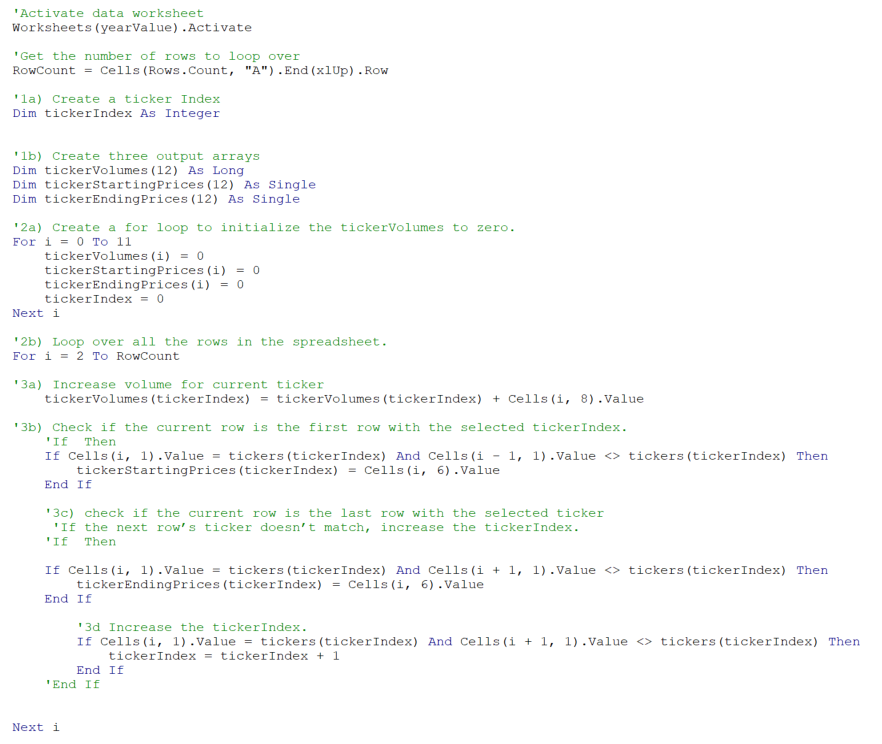 'Activate data worksheet
Worksheets(yearValue).Activate
'Get the number of rows to loop over
RowCount = Cells(Rows.Count, "A").End(xlUp).Row
'1a) Create a ticker Index
Dim tickerIndex As Integer
'1b) Create three output arrays
Dim tickerVolumes(12) As Long
Dim tickerStartingPrices(12) As Single
Dim tickerEndingPrices(12) As Single
'2a) Create a for loop to initialize the tickerVolumes to zero.
For i = 0 To 11
    tickerVolumes(i) = 0
    tickerStartingPrices(i) = 0
    tickerEndingPrices(i) = 0
    tickerIndex = 0
Next i
'2b) Loop over all the rows in the spreadsheet.
For i = 2 To RowCount
'3a) Increase volume for current ticker
    tickerVolumes(tickerIndex) = tickerVolumes(tickerIndex) + Cells(i, 8).Value
'3b) Check if the current row is the first row with the selected tickerIndex.
    'If  Then
    If Cells(i, 1).Value = tickers(tickerIndex) And Cells(i - 1, 1).Value <> tickers(tickerIndex) Then
        tickerStartingPrices(tickerIndex) = Cells(i, 6).Value
    End If
    '3c) check if the current row is the last row with the selected ticker
     'If the next row’s ticker doesn’t match, increase the tickerIndex.
    'If  Then
    If Cells(i, 1).Value = tickers(tickerIndex) And Cells(i + 1, 1).Value <> tickers(tickerIndex) Then
        tickerEndingPrices(tickerIndex) = Cells(i, 6).Value
    End If
        '3d Increase the tickerIndex.
        If Cells(i, 1).Value = tickers(tickerIndex) And Cells(i + 1, 1).Value <> tickers(tickerIndex) Then
            tickerIndex = tickerIndex + 1
        End If
    'End If
Next i